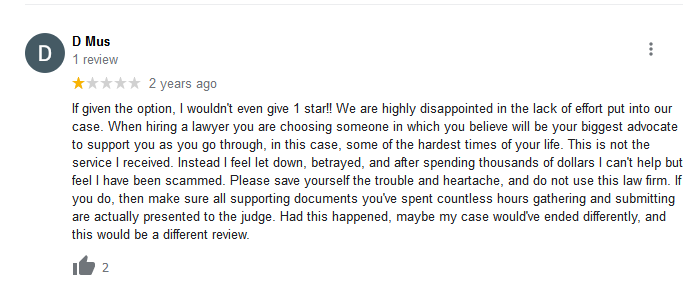 D
D Mus
1 review
2 years ago
If given the option, I wouldn't even give 1 star!! We are highly disappointed in the lack of effort put into our
case. When hiring a lawyer you are choosing someone in which you believe will be your biggest advocate
to support you as you go through, in this case, some of the hardest times of your life. This is not the
service I received. Instead I feel let down, betrayed, and after spending thousands of dollars I can't help but
feel I have been scammed. Please save yourself the trouble and heartache, and do not use this law firm. If
you do, then make sure all supporting documents you've spent countless hours gathering and submitting
are actually presented to the judge. Had this happened, maybe my case would've ended differently, and
this would be a different review.
2